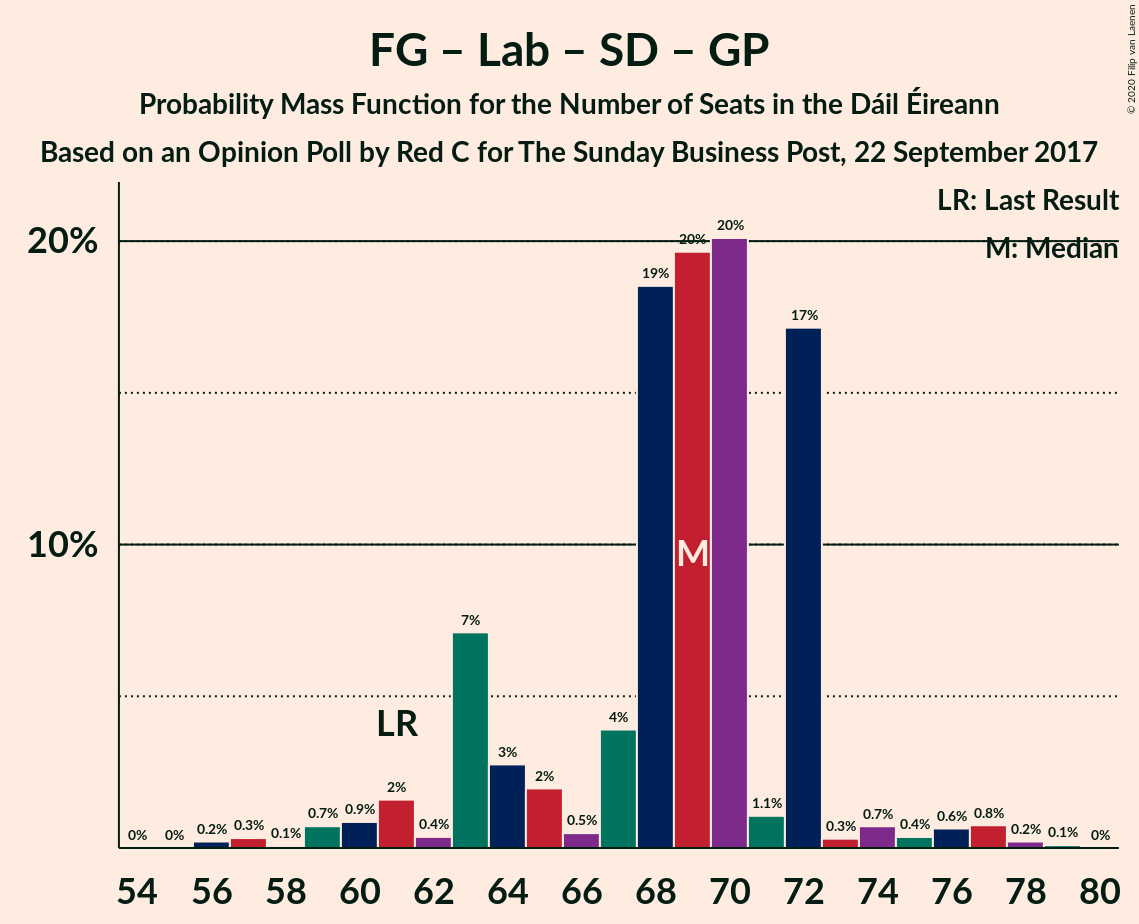 FG – Lab – SD – GP
Probability Mass Function for the Number of Seats in the Dáil Éireann
Based on an Opinion Poll by Red C for The Sunday Business Post, 22 September 2017
© 2020 Filip van Laenen
LR: Last Result
M: Median
20%
10%
0% 0% 0.2% 0.3% 0.1% 0.7% 0.9% 2% 0.4% 7% 3% 2% 0.5% 4% 19% 20% 20% 1.1% 17% 0.3% 0.7% 0.4% 0.6% 0.8% 0.2% 0.1% 0%
LR
M
54 56 58 60 62 64 66 68 70 72 74 76 78 80